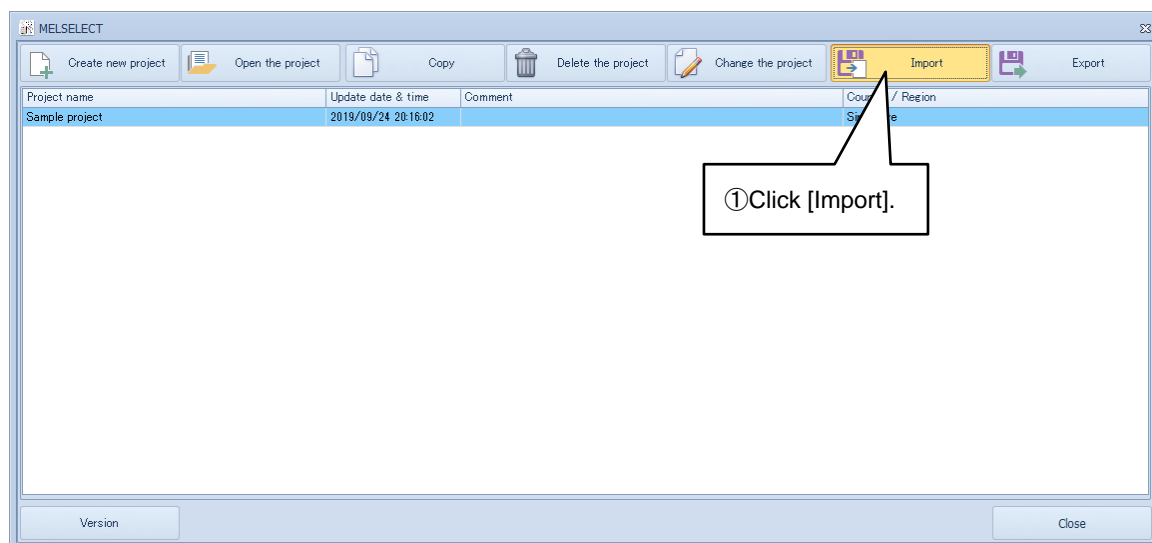 MELSELECT
Create new project Open the project Copy Delete the project Change the project Import Export
Project name Update date & time Comment / Region
Sample project 2019/09/24 20:16:02
①Click [Import].
Version Close